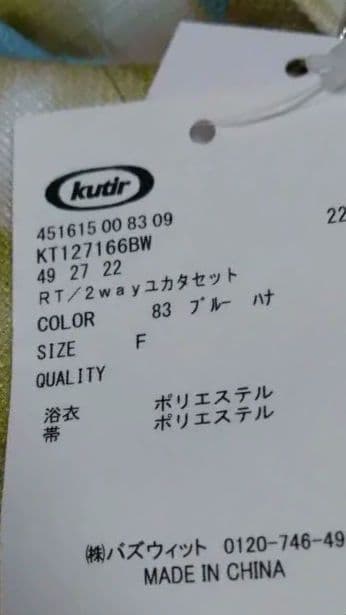 kutir
451615 00 83 09
22
KT127166BW
49 27 22
RT／2wayユカタセット
COLOR 83 ブルー ハナ
SIZE F
QUALITY
浴衣 ポリエステル
帯 ポリエステル
㈱バズウィット 0120-746-49
MADE IN CHINA